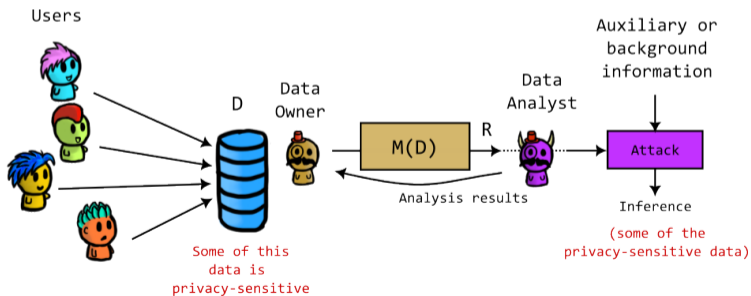 Users
D
Data
Owner
M(D)
R
Data
Analyst
Auxiliary or
background
information
Attack
Analysis results
Inference
(some of the
privacy-sensitive data)
Some of this
data is
privacy-sensitive